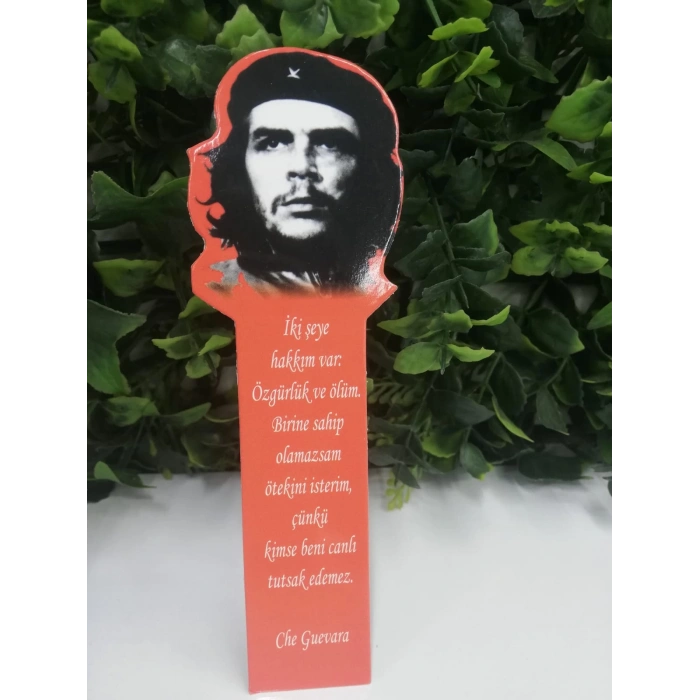 İki şeye
hakkım var:
Özgürlük ve ölüm.
Birine sahip
olamazsam
ötekini isterim,
çünkü
kimse beni canlı
tutsak edemez.
Che Guevara